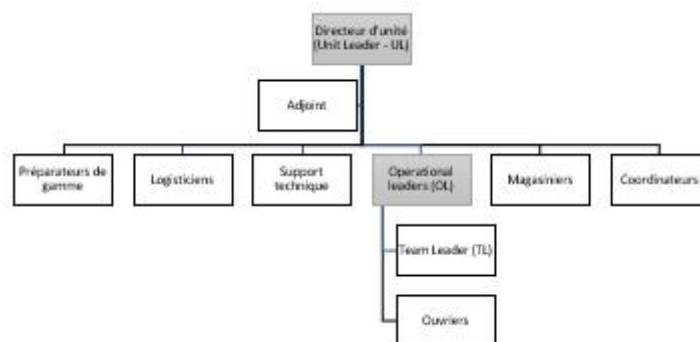 Directeur d'unité
(Unit Leader - UL)
Adjoint
Préparateurs de
gamme
Logisticiens
Support
technique
Operational
leaders (OL)
Magasiniers
Coordinateurs
Team Leader (TL)
Ouvriers